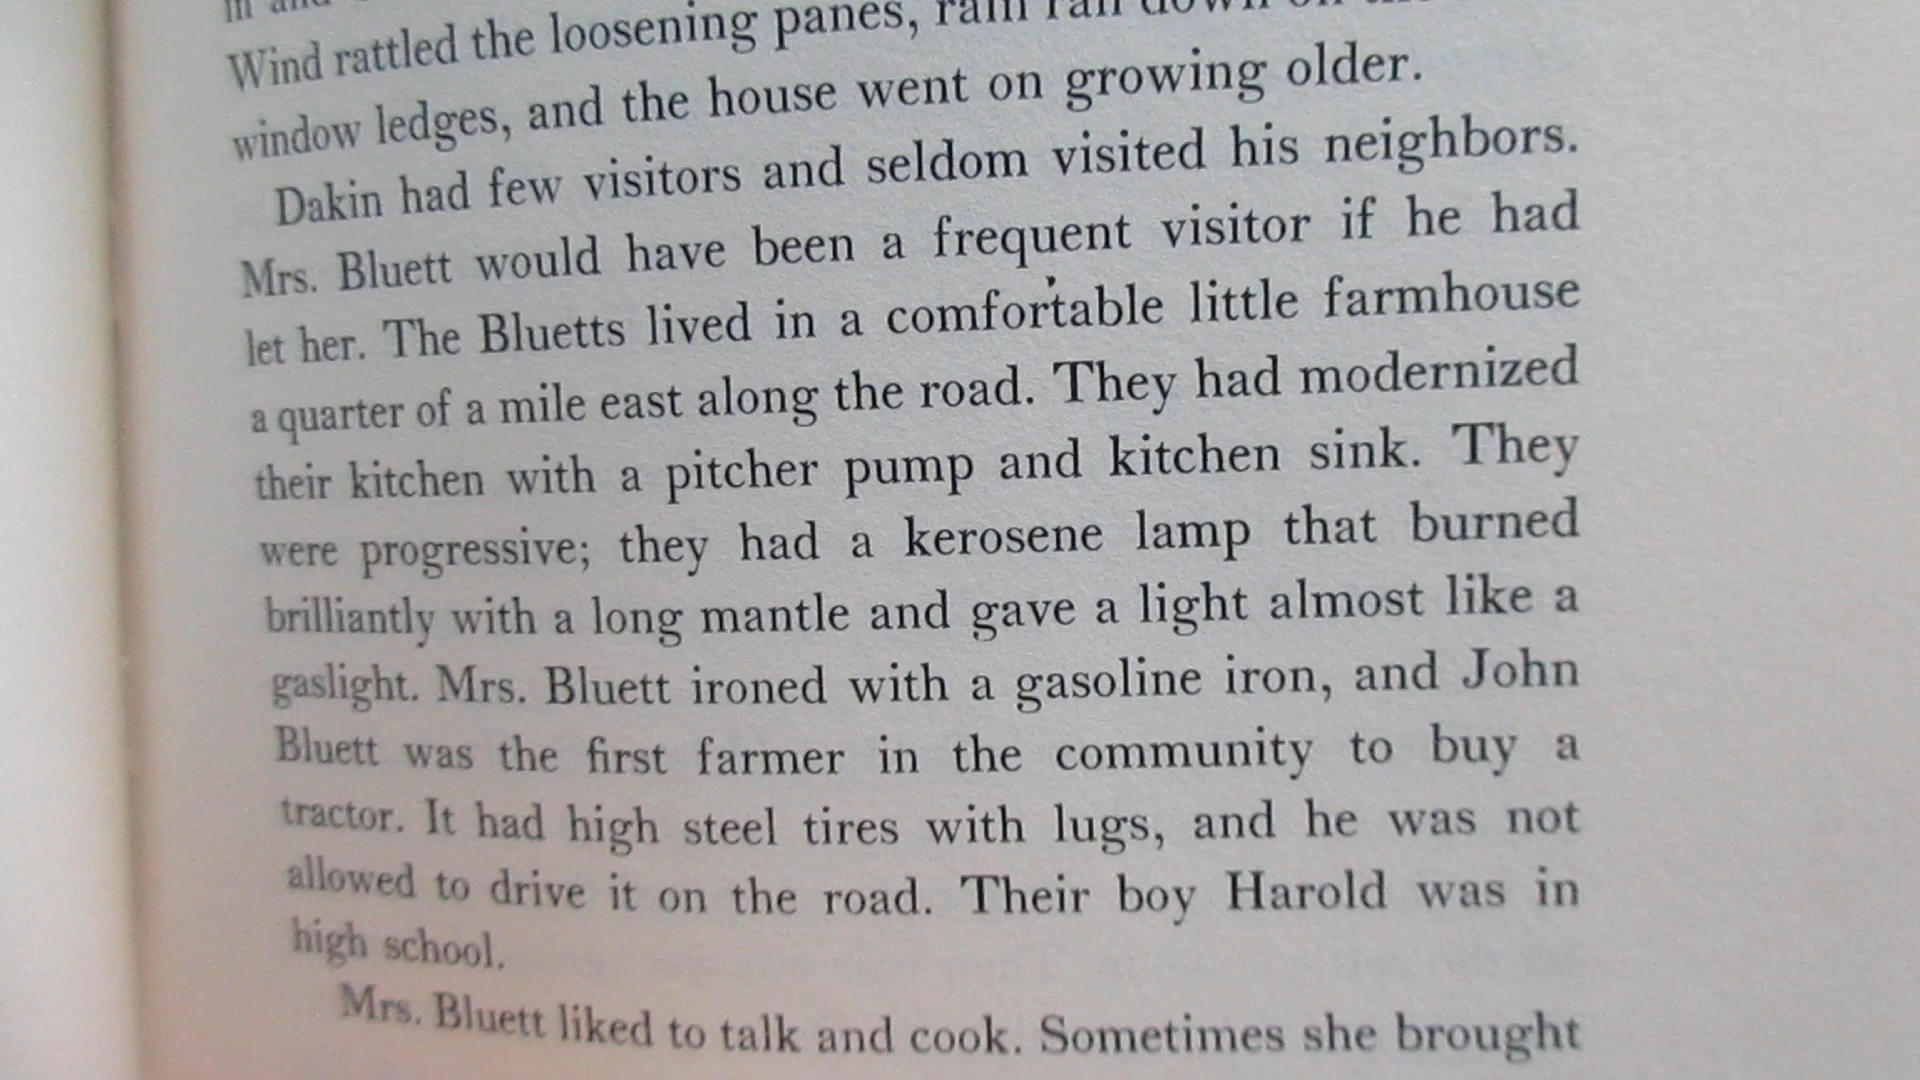 Wind rattled the loosening panes, rain ran down on
window ledges, and the house went on growing older.
Dakin had few visitors and seldom visited his neighbors.
Mrs. Bluett would have been a frequent visitor if he had
let her. The Bluetts lived in a comfortable little farmhouse
a quarter of a mile east along the road. They had modernized
their kitchen with a pitcher pump and kitchen sink. They
were progressive; they had a kerosene lamp that burned
brilliantly with a long mantle and gave a light almost like a
gaslight. Mrs. Bluett ironed with a gasoline iron, and John
Bluett was the first farmer in the community to buy a
tractor. It had high steel tires with lugs, and he was not
allowed to drive it on the road. Their boy Harold was in
high school.
Mrs. Bluett liked to talk and cook. Sometimes she brought